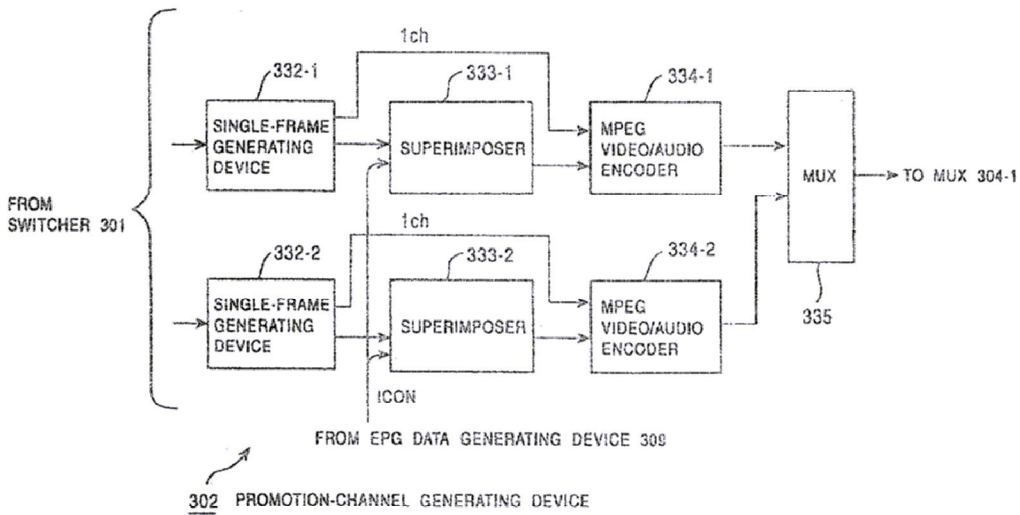 1ch
332-1
333-1
334-1
SINGLE-FRAME
GENERATING
DEVICE
SUPERIMPOSER
MPEG
VIDEO/AUDIO
ENCODER
MUX
TO MUX 304-1
FROM
SWITCHER 301
1ch
332-2
333-2
334-2
335
SINGLE-FRAME
GENERATING
DEVICE
SUPERIMPOSER
MPEG
VIDEO/AUDIO
ENCODER
ICON
FROM EPG DATA GENERATING DEVICE 309
302 PROMOTION-CHANNEL GENERATING DEVICE